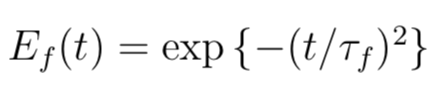 E_f(t) = exp {−(t/τ_f)²}